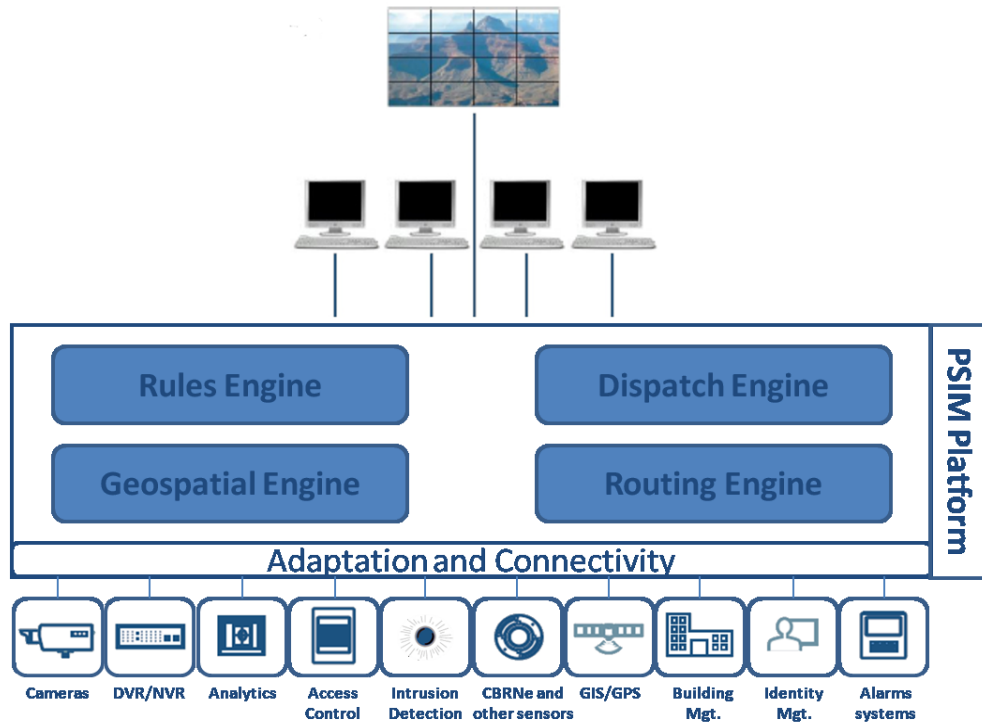 Rules Engine
Dispatch Engine
Geospatial Engine
Routing Engine
PSIM Platform
Adaptation and Connectivity
Cameras
DVR/NVR
Analytics
Access
Control
Intrusion
Detection
CBRNe and
other sensors
GIS/GPS
Building
Mgt.
Identity
Mgt.
Alarms
systems